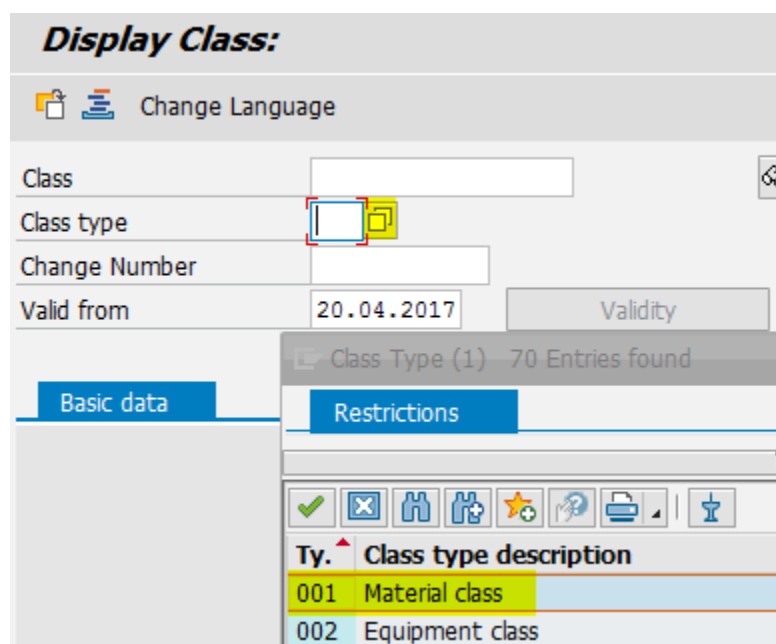 Display Class:
Change Language
Class
Class type
Change Number
Valid from 20.04.2017 Validity
Class Type (1) 70 Entries found
Basic data
Restrictions
Ty. Class type description
001 Material class
002 Equipment class